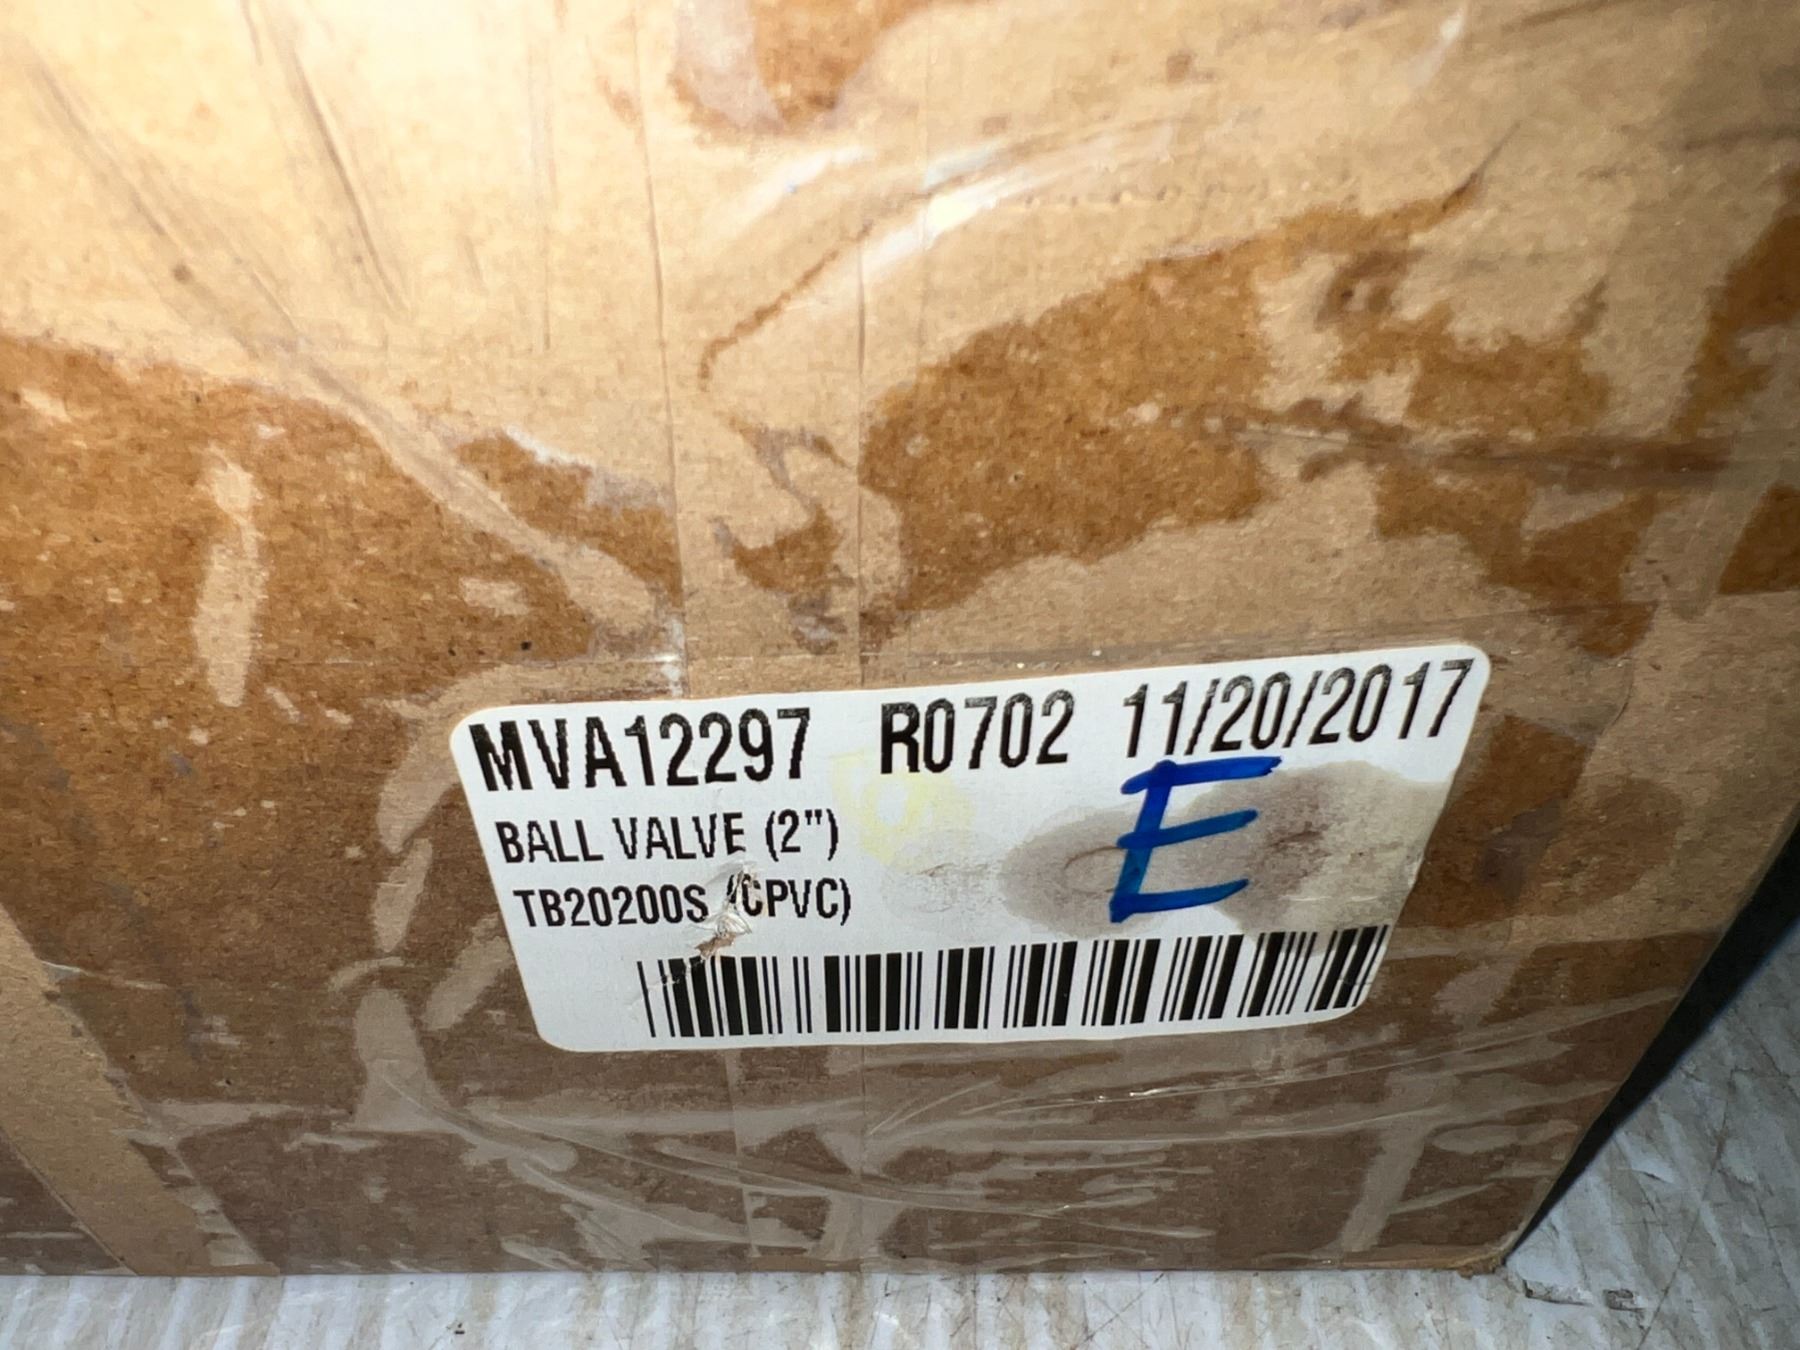 MVA12297 R0702 11/20/2017
E
BALL VALVE (2")
TB20200S (CPVC)